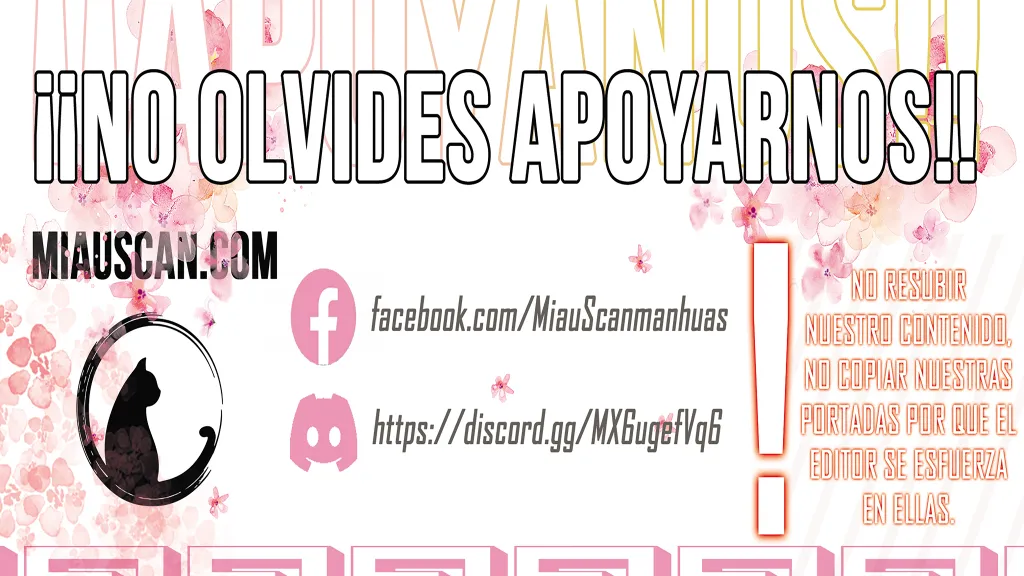 ¡¡NO OLVIDES APOYARNOS!!
MIAUSCAN.COM
facebook.com/MiauScanmanhuas
https://discord.gg/MX6ugefVq6
NO RESUBIR
NUESTRO CONTENIDO,
NO COPIAR NUESTRAS
PORTADAS POR QUE EL
EDITOR SE ESFUERZA
EN ELLAS.